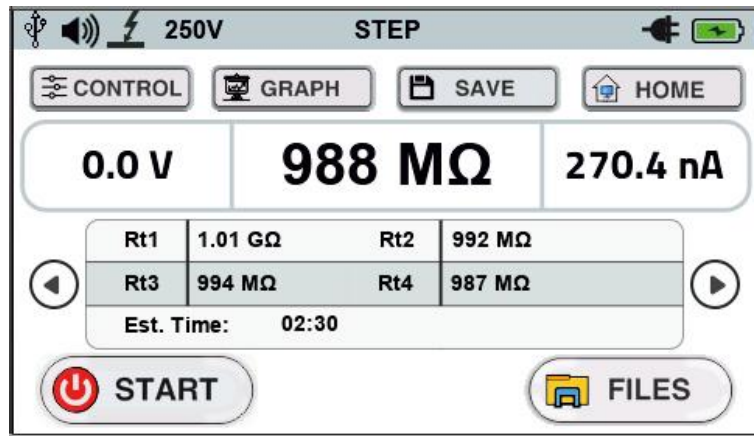 250V STEP
CONTROL GRAPH SAVE HOME
0.0 V 988 MΩ 270.4 nA
Rt1 1.01 GΩ Rt2 992 MΩ
Rt3 994 MΩ Rt4 987 MΩ
Est. Time: 02:30
START FILES